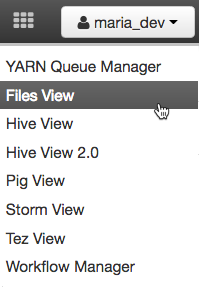 maria_dev
YARN Queue Manager
Files View
Hive View
Hive View 2.0
Pig View
Storm View
Tez View
Workflow Manager